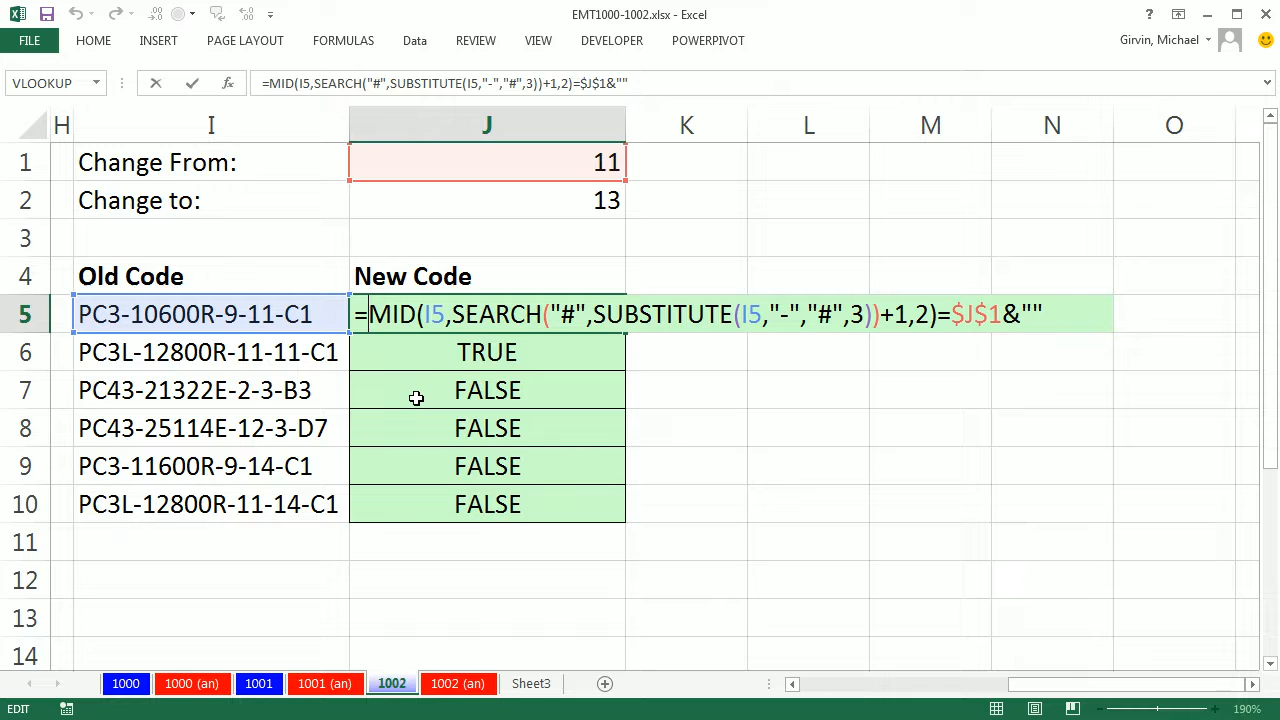 EMT1000-1002.xlsx - Excel
FILE HOME INSERT PAGE LAYOUT FORMULAS Data REVIEW VIEW DEVELOPER POWERPIVOT Girvin, Michael
VLOOKUP =MID(I5,SEARCH("#",SUBSTITUTE(I5,"-","#",3))+1,2)=$J$1&""
H I J K L M N O
1 Change From: 11
2 Change to: 13
3
4 Old Code New Code
5 PC3-10600R-9-11-C1 =MID(I5,SEARCH("#",SUBSTITUTE(I5,"-","#",3))+1,2)=$J$1&""
6 PC3L-12800R-11-11-C1 TRUE
7 PC43-21322E-2-3-B3 FALSE
8 PC43-25114E-12-3-D7 FALSE
9 PC3-11600R-9-14-C1 FALSE
10 PC3L-12800R-11-14-C1 FALSE
11
12
13
14
1000 1000 (an) 1001 1001 (an) 1002 1002 (an) Sheet3
EDIT 190%